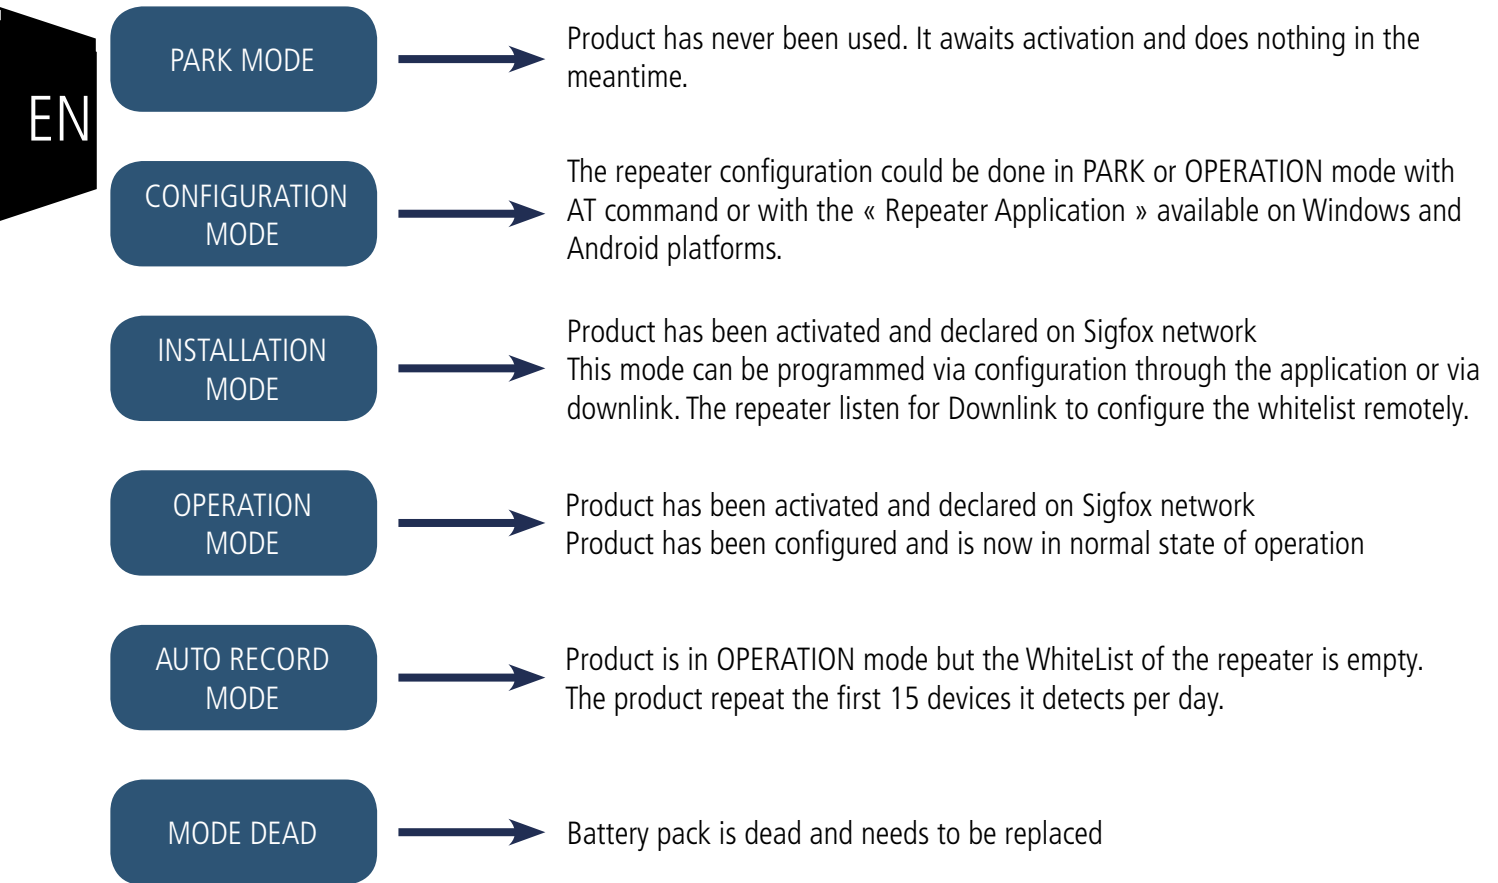 EN
PARK MODE
Product has never been used. It awaits activation and does nothing in the
meantime.
CONFIGURATION
MODE
The repeater configuration could be done in PARK or OPERATION mode with
AT command or with the « Repeater Application » available on Windows and
Android platforms.
INSTALLATION
MODE
Product has been activated and declared on Sigfox network
This mode can be programmed via configuration through the application or via
downlink. The repeater listen for Downlink to configure the whitelist remotely.
OPERATION
MODE
Product has been activated and declared on Sigfox network
Product has been configured and is now in normal state of operation
AUTO RECORD
MODE
Product is in OPERATION mode but the WhiteList of the repeater is empty.
The product repeat the first 15 devices it detects per day.
MODE DEAD
Battery pack is dead and needs to be replaced